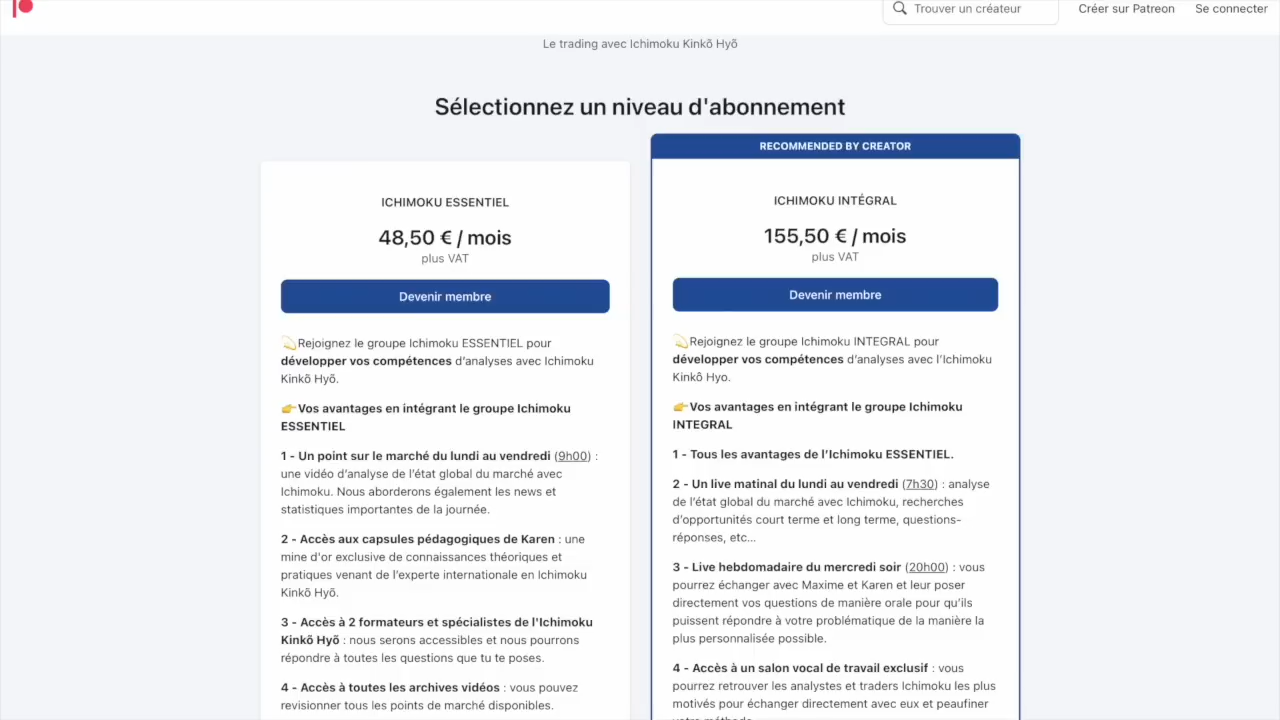 Trouver un créateur
Créer sur Patreon
Se connecter
Le trading avec Ichimoku Kinkō Hyō
Sélectionnez un niveau d'abonnement
ICHIMOKU ESSENTIEL
48,50 € / mois
plus VAT
Devenir membre
💫Rejoignez le groupe Ichimoku ESSENTIEL pour
développer vos compétences d'analyses avec Ichimoku
Kinkō Hyō.
👉Vos avantages en intégrant le groupe Ichimoku
ESSENTIEL
1 - Un point sur le marché du lundi au vendredi (9h00) :
une vidéo d'analyse de l'état global du marché avec
Ichimoku. Nous aborderons également les news et
statistiques importantes de la journée.
2 - Accès aux capsules pédagogiques de Karen : une
mine d'or exclusive de connaissances théoriques et
pratiques venant de l'experte internationale en Ichimoku
Kinkō Hyō.
3 - Accès à 2 formateurs et spécialistes de l'Ichimoku
Kinkō Hyō : nous serons accessibles et nous pourrons
répondre à toutes les questions que tu te poses.
4 - Accès à toutes les archives vidéos : vous pouvez
revisionner tous les points de marché disponibles.
RECOMMENDED BY CREATOR
ICHIMOKU INTÉGRAL
155,50 € / mois
plus VAT
Devenir membre
💫Rejoignez le groupe Ichimoku INTEGRAL pour
développer vos compétences d'analyses avec l'Ichimoku
Kinkō Hyo.
👉Vos avantages en intégrant le groupe Ichimoku
INTEGRAL
1 - Tous les avantages de l'Ichimoku ESSENTIEL.
2 - Un live matinal du lundi au vendredi (7h30) : analyse
de l'état global du marché avec Ichimoku, recherches
d'opportunités court terme et long terme, questions-
réponses, etc...
3 - Live hebdomadaire du mercredi soir (20h00) : vous
pourrez échanger avec Maxime et Karen et leur poser
directement vos questions de manière orale pour qu'ils
puissent répondre à votre problématique de la manière la
plus personnalisée possible.
4 - Accès à un salon vocal de travail exclusif : vous
pourrez retrouver les analystes et traders Ichimoku les plus
motivés pour échanger directement avec eux et peaufiner
votre méthode.